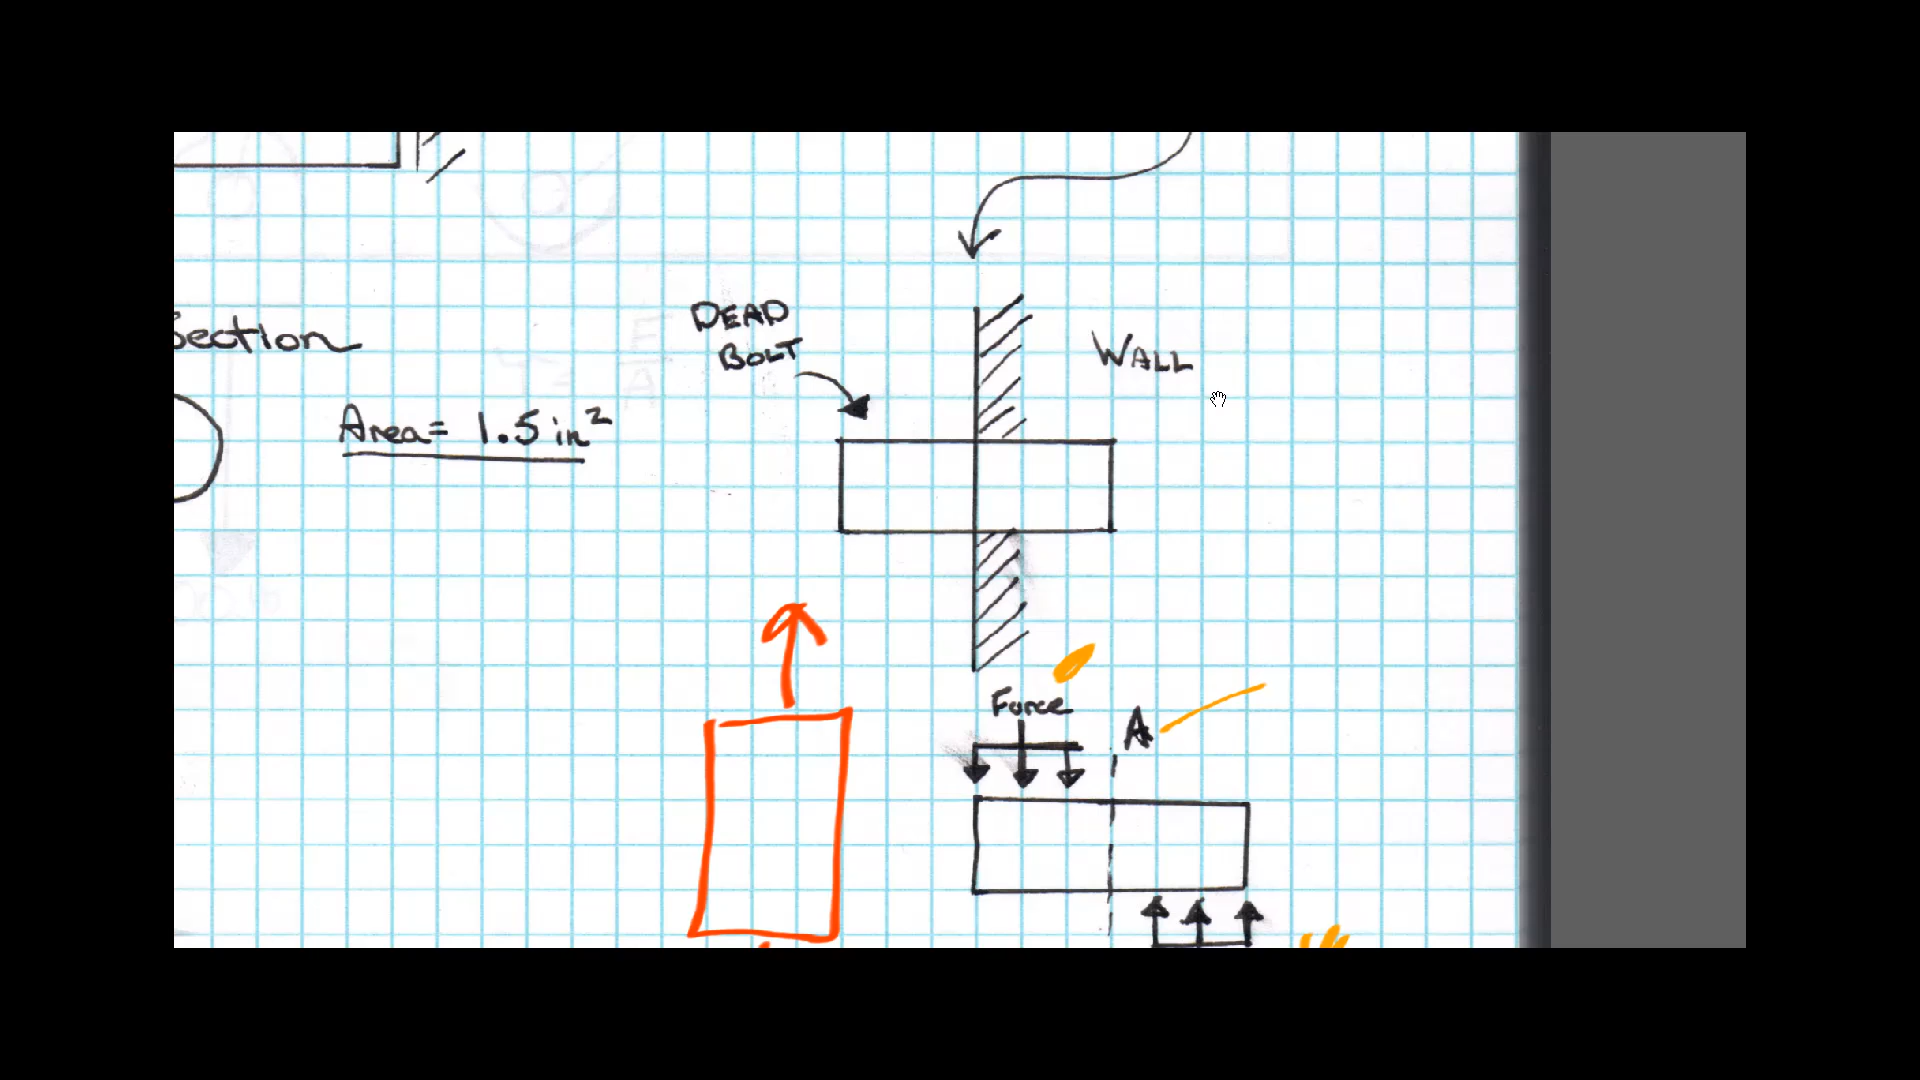 DEAD
BOLT
WALL
Section
Area = 1.5 in²
Force
A